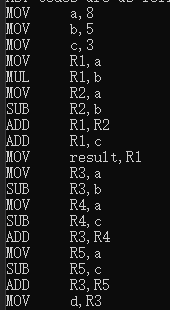 MOV a,8
MOV b,5
MOV c,3
MOV R1,a
MUL R1,b
MOV R2,a
SUB R2,b
ADD R1,R2
ADD R1,c
MOV result,R1
MOV R3,a
SUB R3,b
MOV R4,a
SUB R4,c
ADD R3,R4
MOV R5,a
SUB R5,c
ADD R3,R5
MOV d,R3